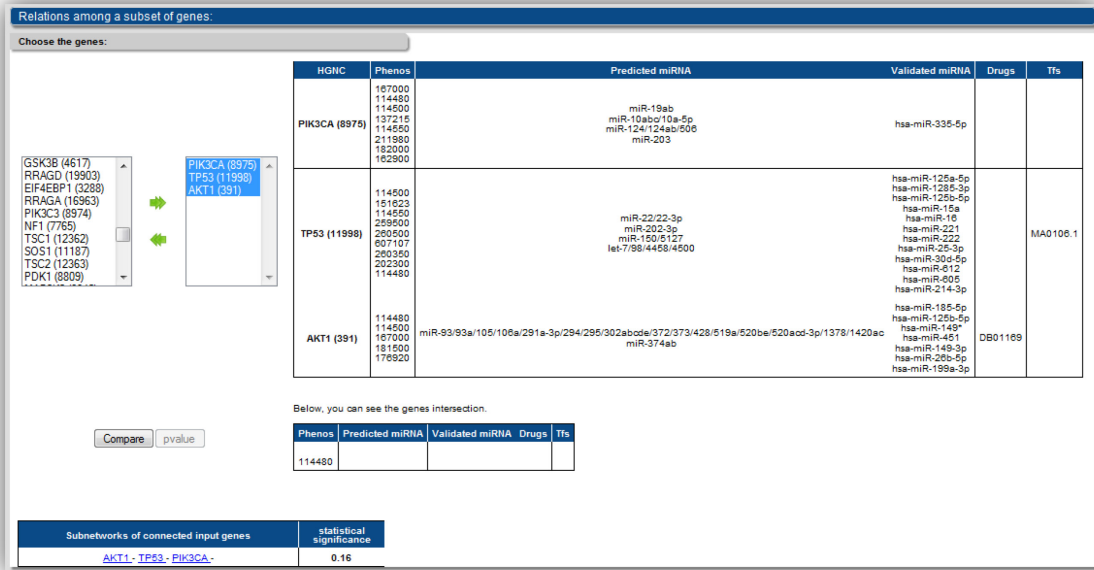 Relations among a subset of genes:
Choose the genes:
HGNC Phenos Predicted miRNA Validated miRNA Drugs Tfs
PIK3CA (8975)
167000
114480
114500
137215
114550
211980
182000
162900
miR-19ab
miR-10abc/10a-5p
miR-124/124ab/506
miR-203
hsa-miR-335-5p
GSK3B (4617)
RRAGD (19903)
EIF4EBP1 (3288)
RRAGA (16963)
PIK3C3 (8974)
NF1 (7765)
TSC1 (12362)
SOS1 (11187)
TSC2 (12363)
PDK1 (8809)
PIK3CA (8975)
TP53 (11998)
AKT1 (391)
TP53 (11998)
114500
151623
114550
259500
260500
607107
260350
202300
114480
miR-22/22-3p
miR-202-3p
miR-150/5127
let-7/98/4458/4500
hsa-miR-125a-5p
hsa-miR-1285-3p
hsa-miR-125b-5p
hsa-miR-15a
hsa-miR-16
hsa-miR-221
hsa-miR-222
hsa-miR-25-3p
hsa-miR-30d-5p
hsa-miR-612
hsa-miR-605
hsa-miR-214-3p
MA0106.1
AKT1 (391)
114480
114500
167000
181500
176920
miR-93/93a/105/106a/291a-3p/294/295/302abcde/372/373/428/519a/520be/520acd-3p/1378/1420ac
miR-374ab
hsa-miR-185-5p
hsa-miR-125b-5p
hsa-miR-149*
hsa-miR-451
hsa-miR-149-3p
hsa-miR-26b-5p
hsa-miR-199a-3p
DB01169
Below, you can see the genes intersection.
Compare pvalue
Phenos Predicted miRNA Validated miRNA Drugs Tfs
114480
Subnetworks of connected input genes
statistical
significance
AKT1 - TP53 - PIK3CA -
0.16